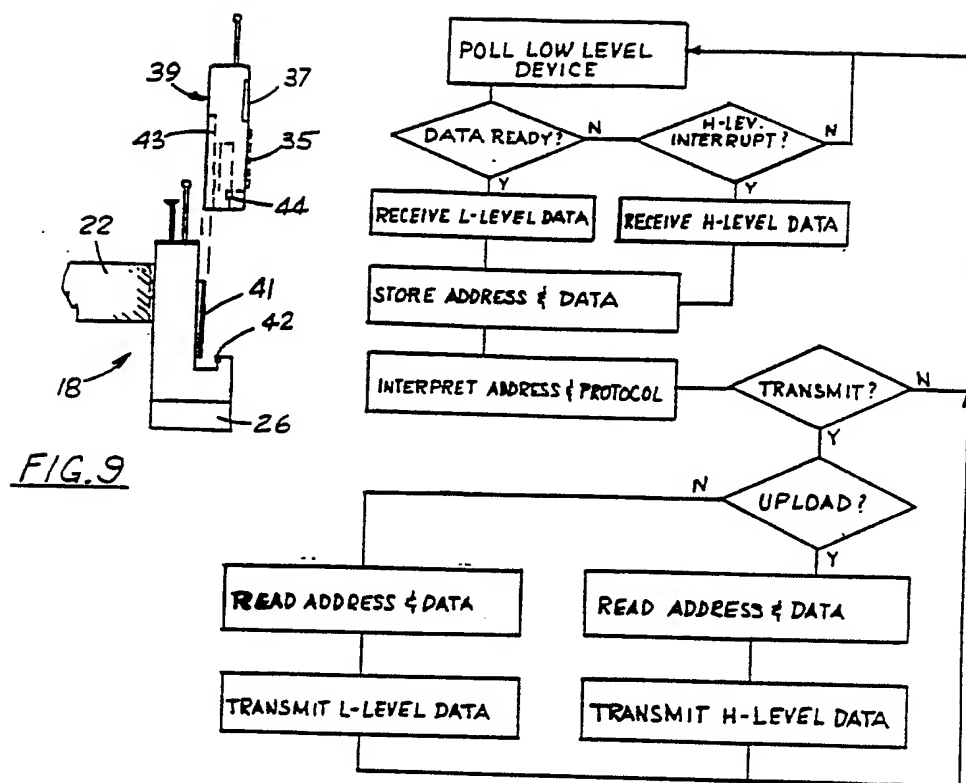 39
37
43
35
44
22
41
42
18
26
FIG.9
POLL LOW LEVEL
DEVICE
DATA READY?
N
H-LEV.
INTERRUPT?
N
Y
Y
RECEIVE L-LEVEL DATA
RECEIVE H-LEVEL DATA
STORE ADDRESS & DATA
INTERPRET ADDRESS & PROTOCOL
TRANSMIT?
N
Y
N
UPLOAD?
Y
READ ADDRESS & DATA
READ ADDRESS & DATA
TRANSMIT L-LEVEL DATA
TRANSMIT H-LEVEL DATA